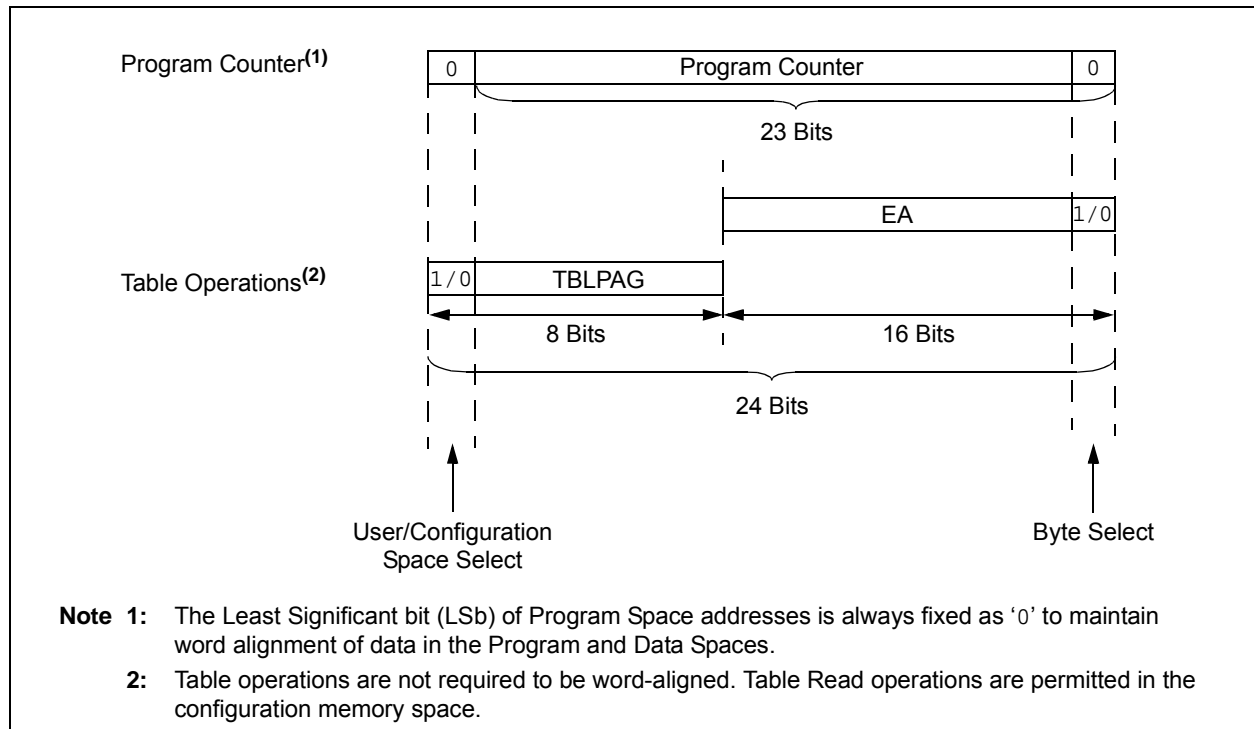 Program Counter(1)
0
Program Counter
0
23 Bits
EA
1/0
Table Operations(2)
1/0
TBLPAG
8 Bits
16 Bits
24 Bits
User/Configuration
Space Select
Byte Select
Note 1: The Least Significant bit (LSb) of Program Space addresses is always fixed as ‘0’ to maintain
word alignment of data in the Program and Data Spaces.
2: Table operations are not required to be word-aligned. Table Read operations are permitted in the
configuration memory space.